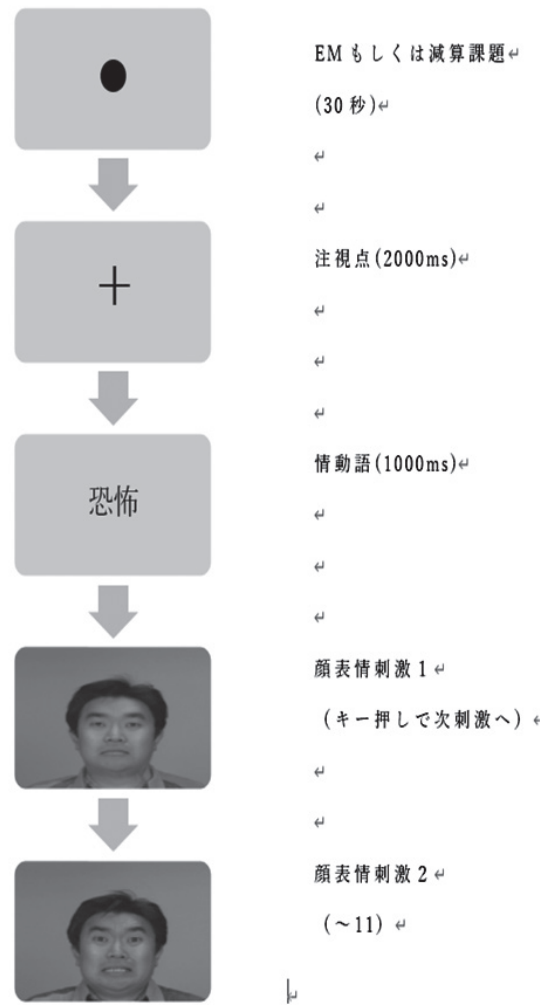 EMもしくは減算課題↵
(30秒)↵
↵
↵
注視点(2000ms)↵
↵
↵
↵
恐怖
情動語(1000ms)↵
↵
↵
↵
顔表情刺激1↵
(キー押しで次刺激へ)↵
↵
↵
顔表情刺激2↵
(~11)↵
↵